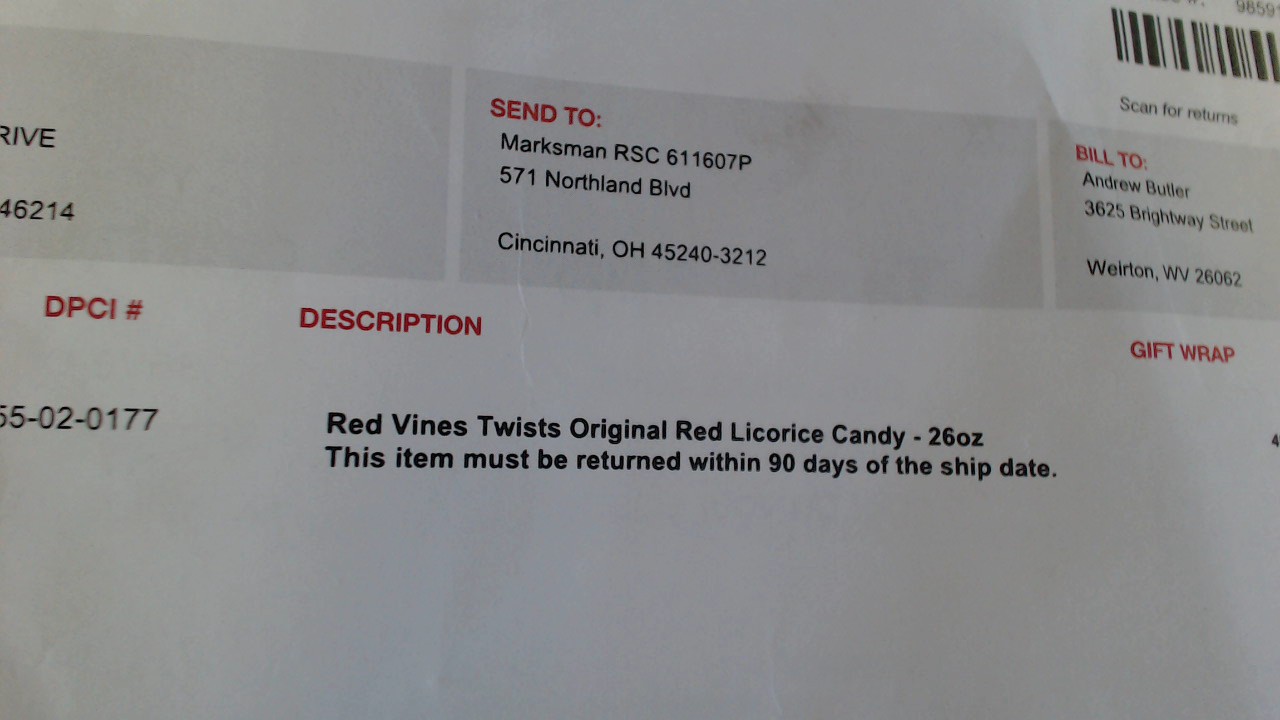 9859
Scan for returns
RIVE
46214
SEND TO:
Marksman RSC 611607P
571 Northland Blvd
Cincinnati, OH 45240-3212
BILL TO:
Andrew Butler
3625 Brightway Street
Weirton, WV 26062
DPCI #
DESCRIPTION
GIFT WRAP
55-02-0177
Red Vines Twists Original Red Licorice Candy - 26oz
This item must be returned within 90 days of the ship date.
4